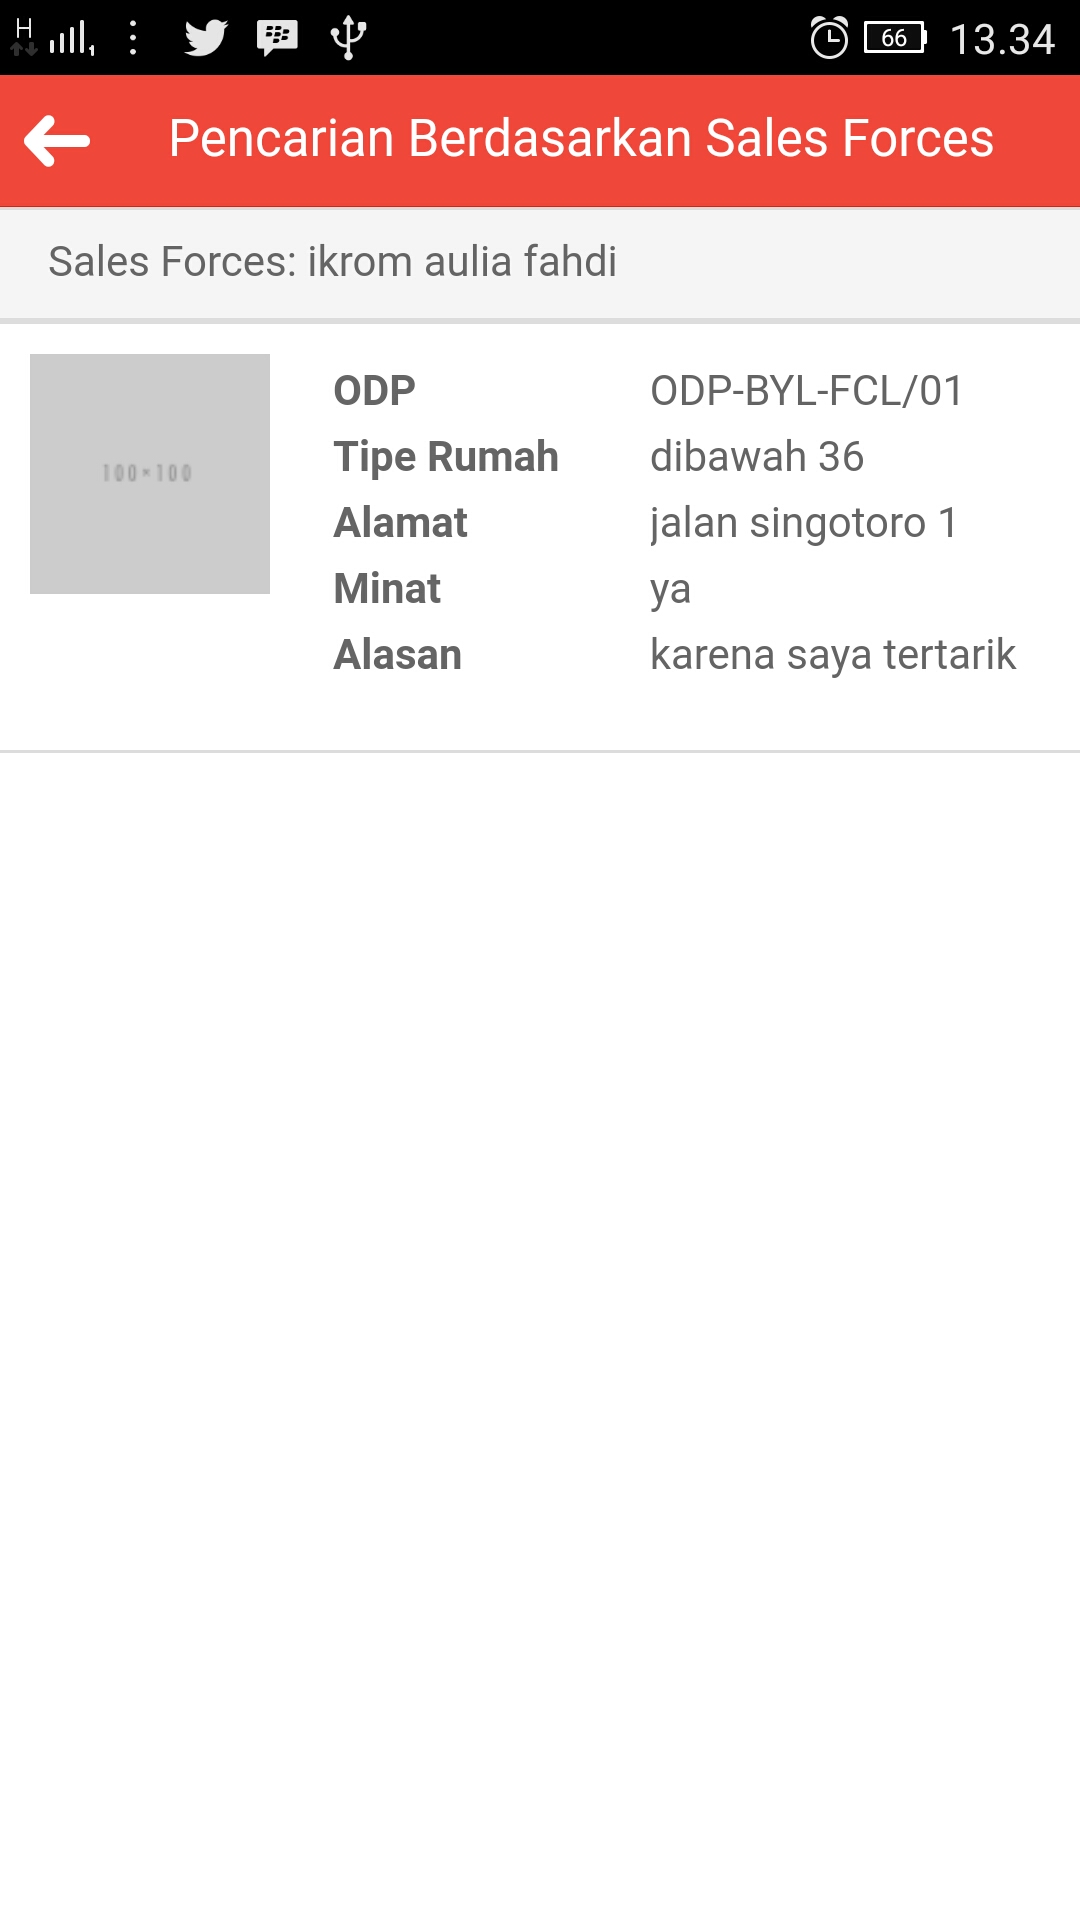 H 1 66 13.34
Pencarian Berdasarkan Sales Forces
Sales Forces: ikrom aulia fahdi
100×100
ODP ODP-BYL-FCL/01
Tipe Rumah dibawah 36
Alamat jalan singotoro 1
Minat ya
Alasan karena saya tertarik